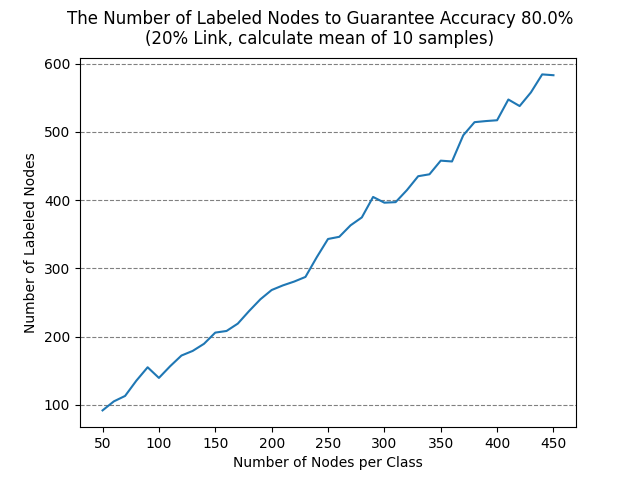 The Number of Labeled Nodes to Guarantee Accuracy 80.0%
(20% Link, calculate mean of 10 samples)
600
500
400
300
200
100
Number of Labeled Nodes
50 100 150 200 250 300 350 400 450
Number of Nodes per Class